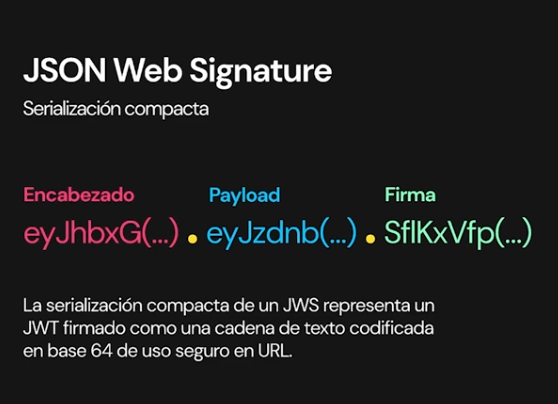 JSON Web Signature
Serialización compacta
Encabezado Payload Firma
eyJhbxG(...) . eyJzdnb(...) . SflKxVfp(...)
La serialización compacta de un JWS representa un
JWT firmado como una cadena de texto codificada
en base 64 de uso seguro en URL.